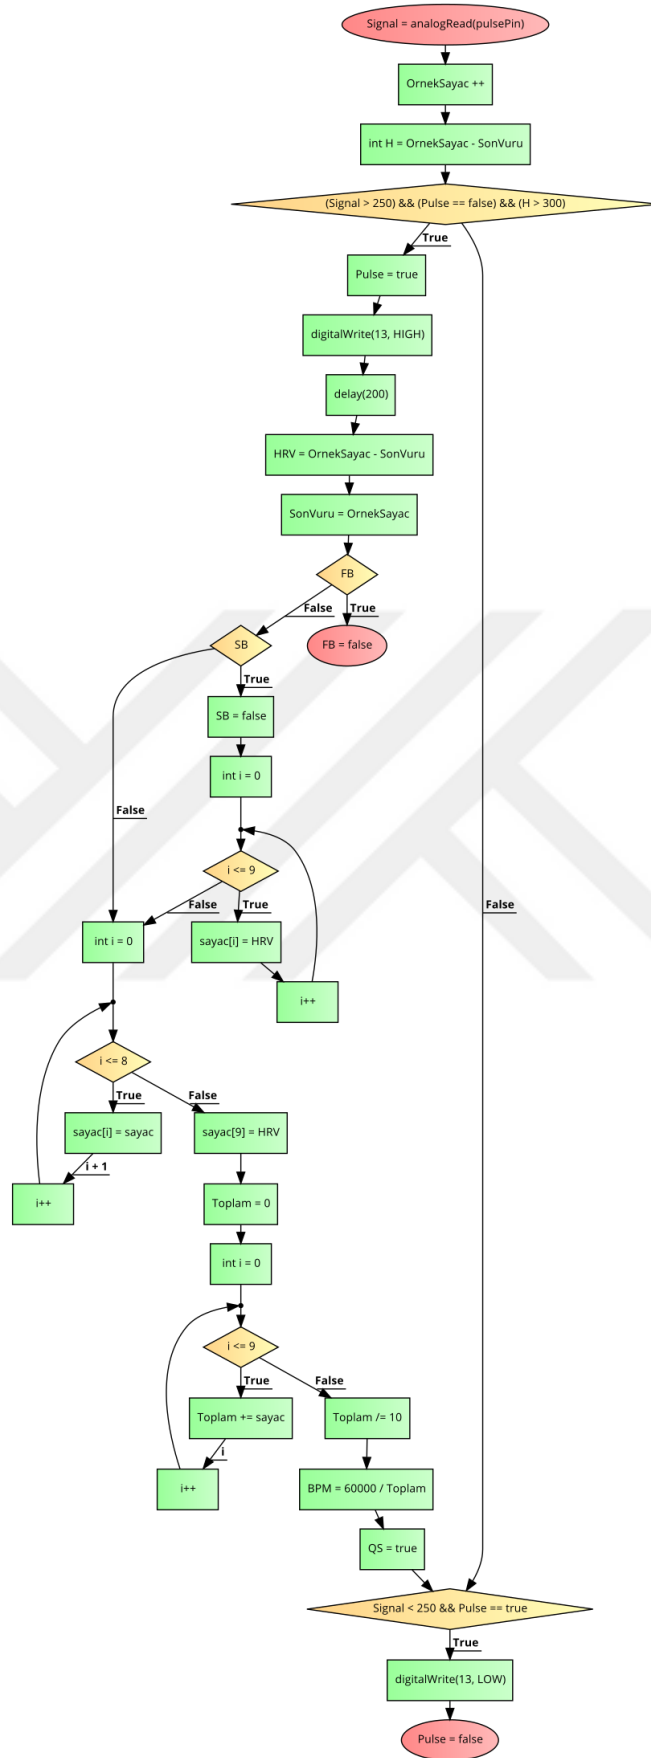 Signal = analogRead(pulsePin)
OrnekSayac ++
int H = OrnekSayac - SonVuru
(Signal > 250) && (Pulse == false) && (H > 300)
True
Pulse = true
digitalWrite(13, HIGH)
delay(200)
HRV = OrnekSayac - SonVuru
SonVuru = OrnekSayac
FB
False
True
SB
FB = false
True
SB = false
int i = 0
False
i <= 9
False
True
False
int i = 0
sayac[i] = HRV
i++
i <= 8
True
False
sayac[i] = sayac
sayac[9] = HRV
i + 1
i++
Toplam = 0
int i = 0
i <= 9
True
False
Toplam += sayac
Toplam /= 10
i
i++
BPM = 60000 / Toplam
QS = true
Signal < 250 && Pulse == true
True
digitalWrite(13, LOW)
Pulse = false